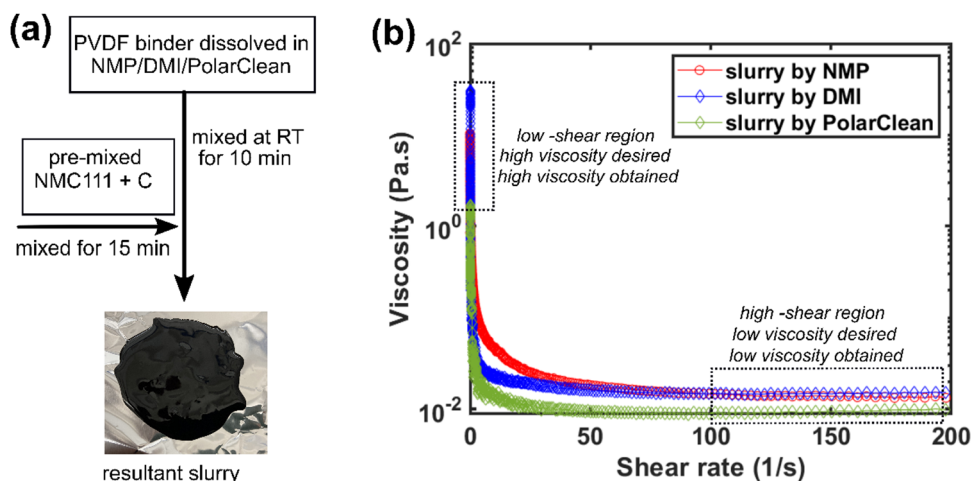 (a)
PVDF binder dissolved in
NMP/DMI/PolarClean
mixed at RT
for 10 min
pre-mixed
NMC111 + C
mixed for 15 min
resultant slurry
(b)
10²
10⁰
10⁻²
Viscosity (Pa.s)
slurry by NMP
slurry by DMI
slurry by PolarClean
low -shear region
high viscosity desired
high viscosity obtained
high -shear region
low viscosity desired
low viscosity obtained
0 50 100 150 200
Shear rate (1/s)